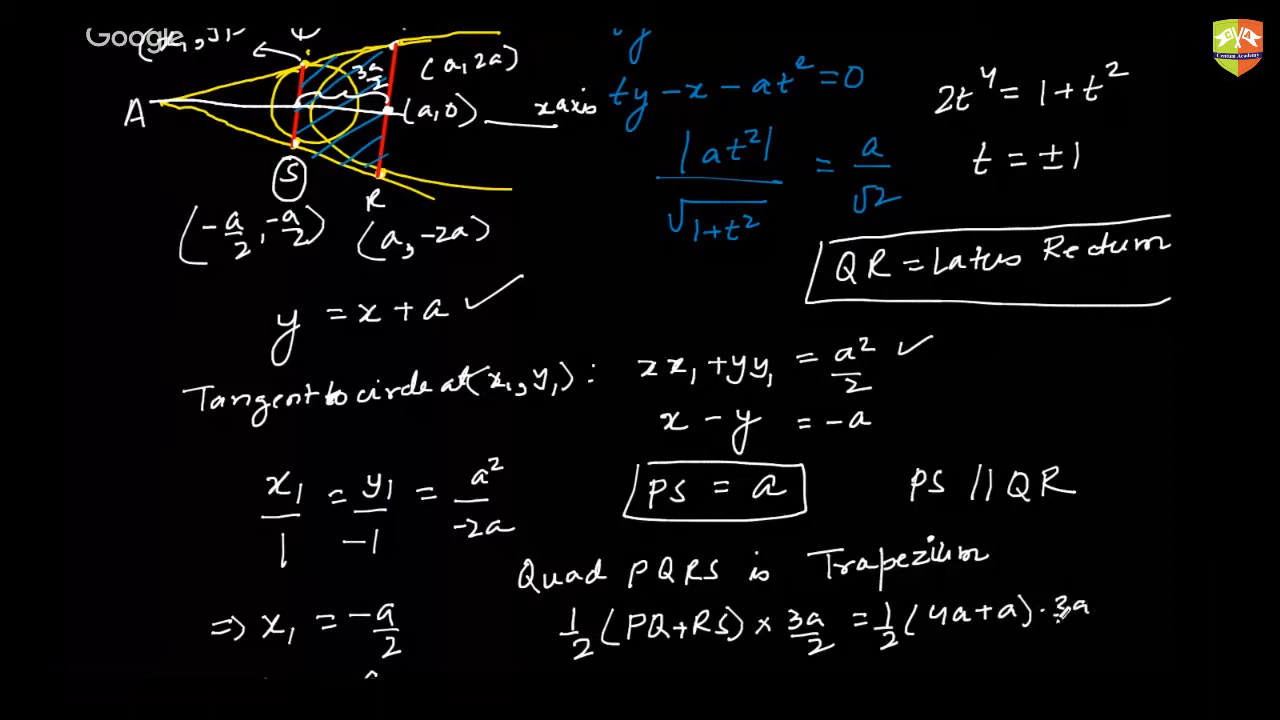 Google
A
3a/2
(a, 2a)
(a, 0)
x axis
S
R
(-a/2, -a/2)
(a, -2a)
ty - x - at² = 0
|at²| / √(1+t²) = a/√2
2t⁴ = 1 + t²
t = ±1
QR = Latus Rectum
y = x + a ✓
Tangent to circle at (x₁, y₁) : xx₁ + yy₁ = a²/2 ✓
x - y = -a
x₁/1 = y₁/-1 = a²/-2a
PS = a
PS // QR
Quad PQRS is Trapezium
⇒ x₁ = -a/2
1/2 (PQ + RS) × 3a/2 = 1/2 (4a + a) · 3a
Centum Academy